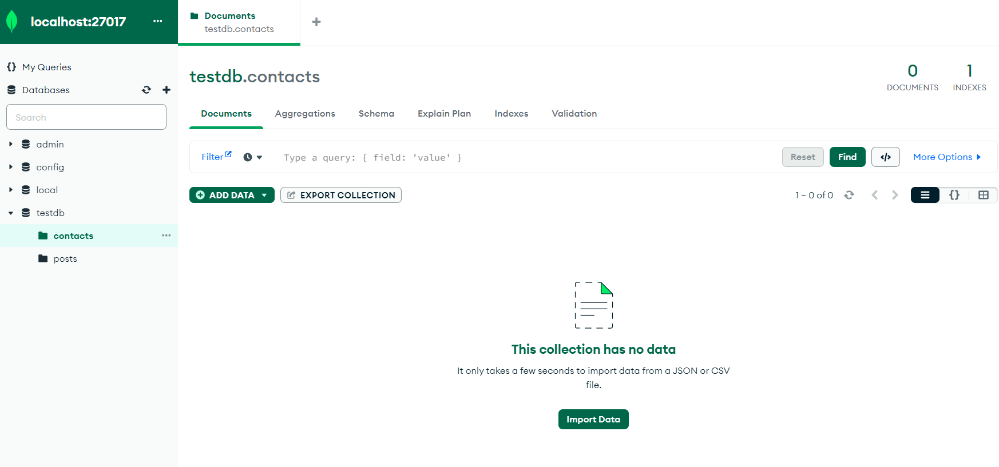 localhost:27017
Documents
testdb.contacts
My Queries
Databases
Search
admin
config
local
testdb
contacts
posts
testdb.contacts
0
DOCUMENTS
1
INDEXES
Documents Aggregations Schema Explain Plan Indexes Validation
Filter Type a query: { field: 'value' } Reset Find </> More Options
ADD DATA EXPORT COLLECTION 1 – 0 of 0 {}
This collection has no data
It only takes a few seconds to import data from a JSON or CSV
file.
Import Data